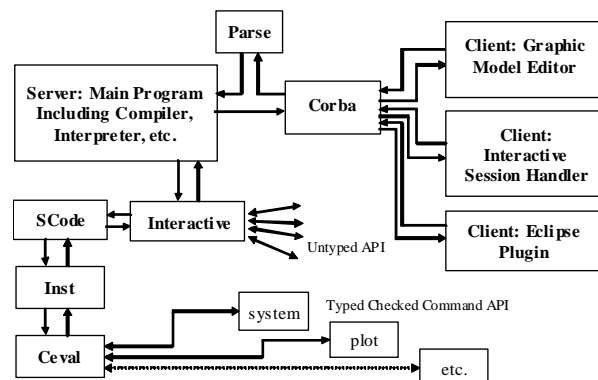 Parse
Client: Graphic
Model Editor
Server: Main Program
Including Compiler,
Interpreter, etc.
Corba
Client:
Interactive
Session Handler
SCode
Interactive
Untyped API
Client: Eclipse
Plugin
Inst
system
Typed Checked Command API
Ceval
plot
etc.